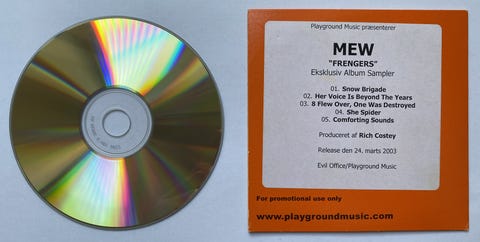 Playground Music præsenterer
MEW
"FRENGERS"
Eksklusiv Album Sampler
01. Snow Brigade
02. Her Voice Is Beyond The Years
03. 8 Flew Over, One Was Destroyed
04. She Spider
05. Comforting Sounds
Produceret af Rich Costey
Release den 24. marts 2003
Evil Office/Playground Music
For promotional use only
www.playgroundmusic.com